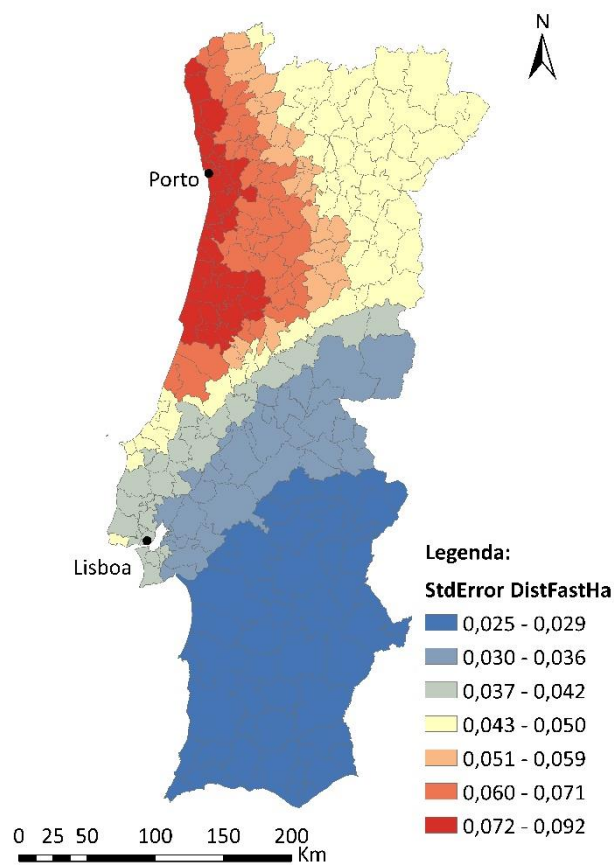 N
Porto
Lisboa
Legenda:
StdError DistFastHa
0,025 - 0,029
0,030 - 0,036
0,037 - 0,042
0,043 - 0,050
0,051 - 0,059
0,060 - 0,071
0,072 - 0,092
0 25 50 100 150 200
Km